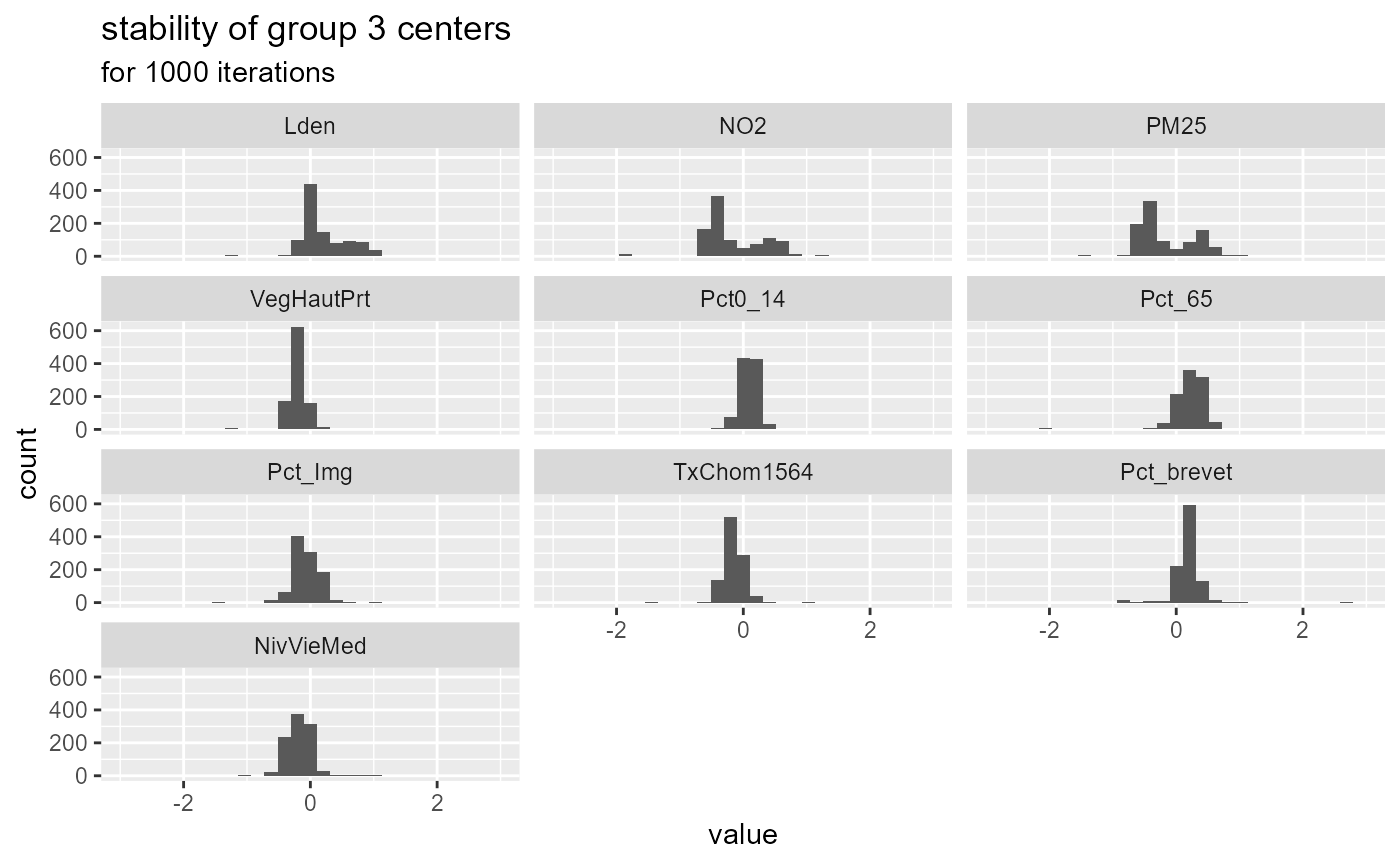 stability of group 3 centers
for 1000 iterations
Lden NO2 PM25
600
400
200
0
VegHautPrt Pct0_14 Pct_65
600
400
200
0
Pct_Img TxChom1564 Pct_brevet
600
400
200
0
-2 0 2 -2 0 2
NivVieMed
600
400
200
0
-2 0 2
count
value